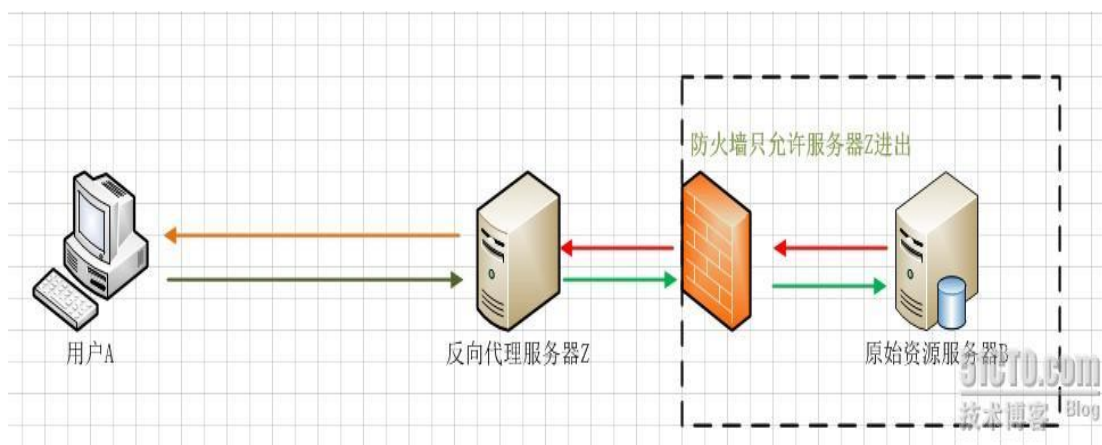 防火墙只允许服务器Z进出
用户A
反向代理服务器Z
原始资源服务器B
51CTO.com
技术博客 Blog